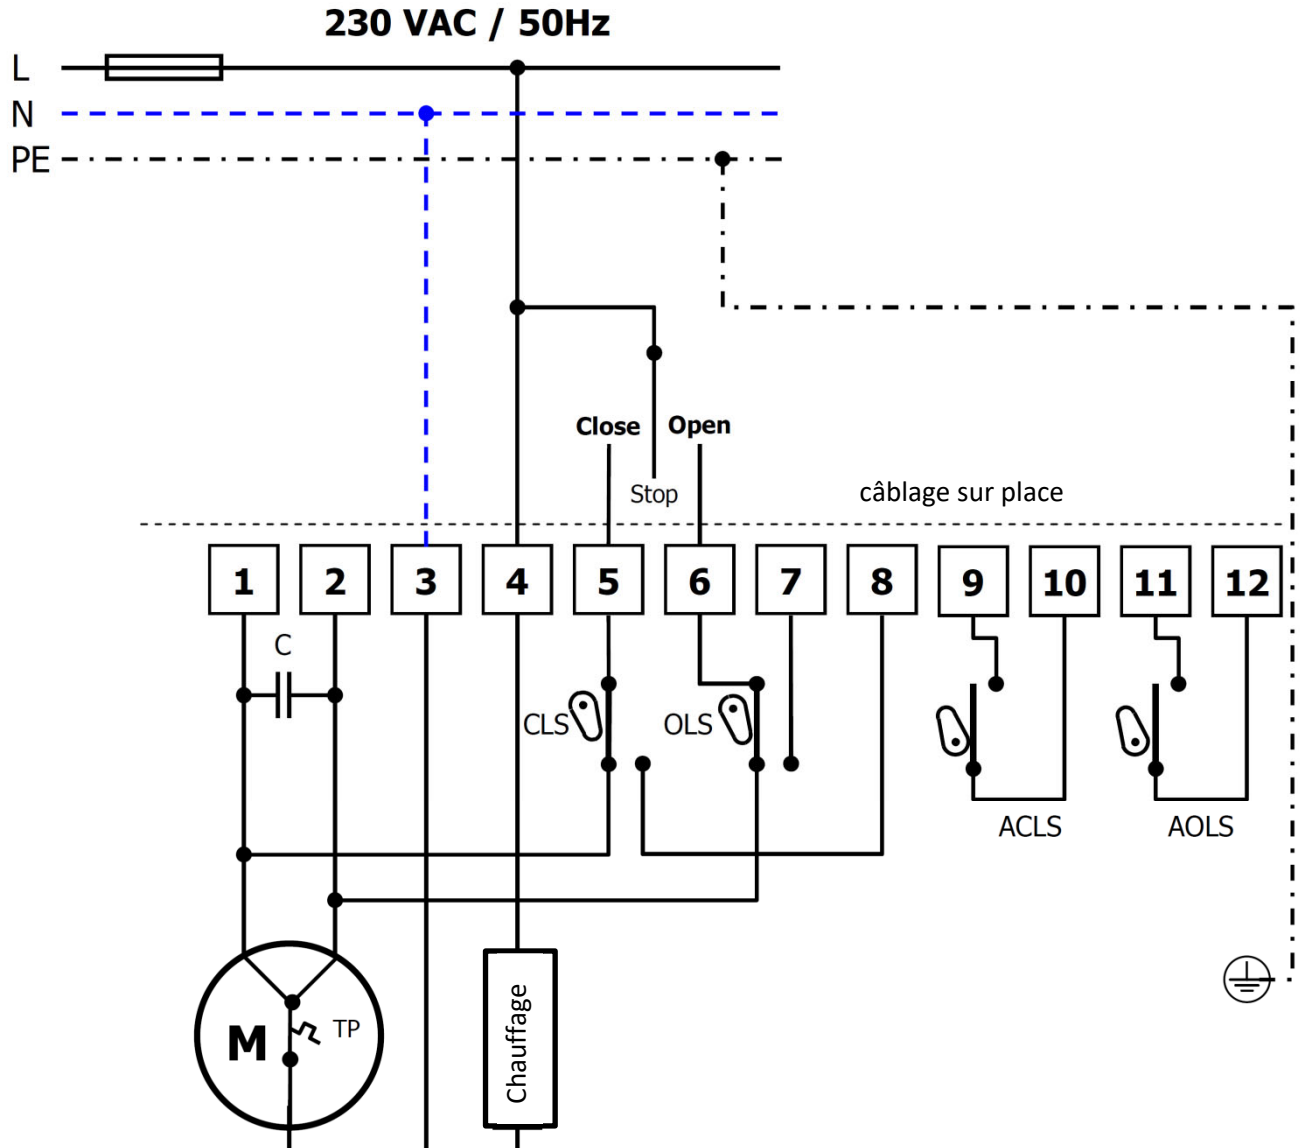 230 VAC / 50Hz
L
N
PE
Close Open
Stop
câblage sur place
1 2 3 4 5 6 7 8 9 10 11 12
C
CLS OLS
ACLS AOLS
M TP
Chauffage